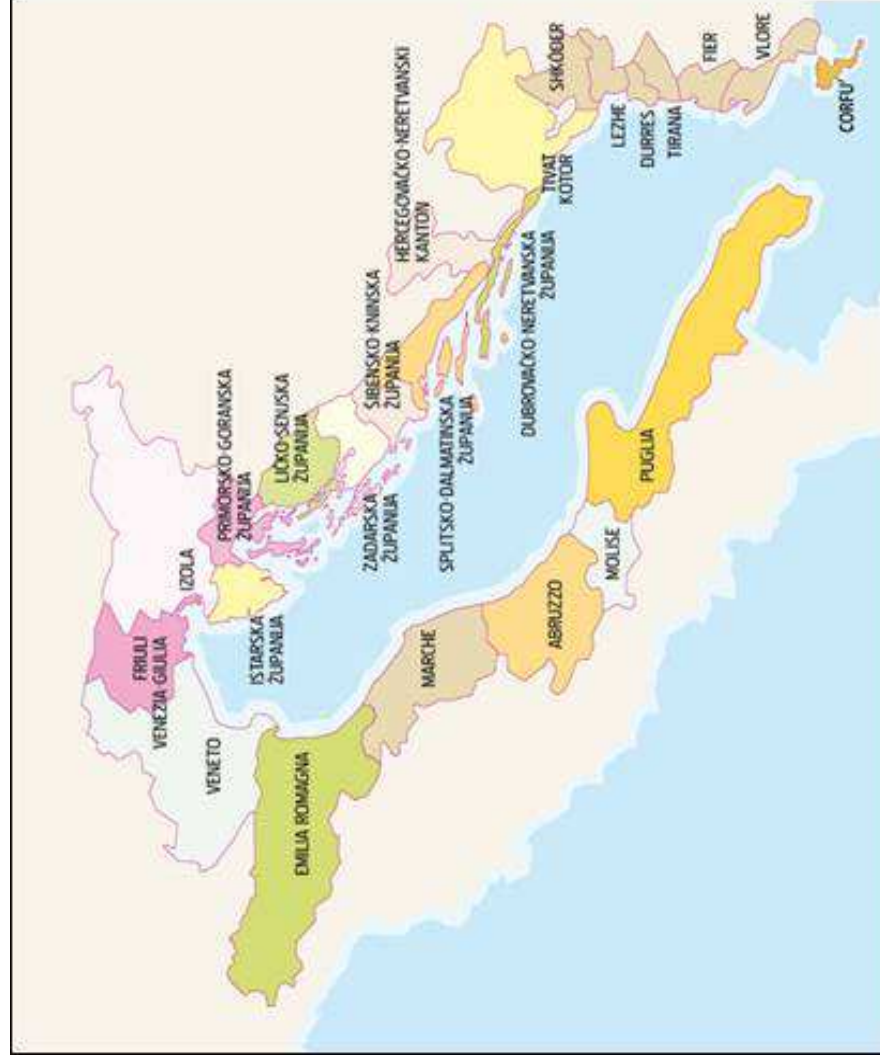 FRIULI
VENEZIA GIULIA
IZOLA
VENETO
PRIMORSKO-GORANSKA
ŽUPANIJA
ISTARSKA
ŽUPANIJA
LIČKO-SENJSKA
ŽUPANIJA
EMILIA ROMAGNA
ZADARSKA
ŽUPANIJA
ŠIBENSKO-KNINSKA
ŽUPANIJA
HERCEGOVAČKO-NERETVANSKI
KANTON
MARCHE
SPLITSKO-DALMATINSKA
ŽUPANIJA
DUBROVAČKO-NERETVANSKA
ŽUPANIJA
TIVAT
KOTOR
SHKODER
ABRUZZO
MOLISE
LEZHE
DURRES
PUGLIA
TIRANA
FIER
VLORE
CORFU'